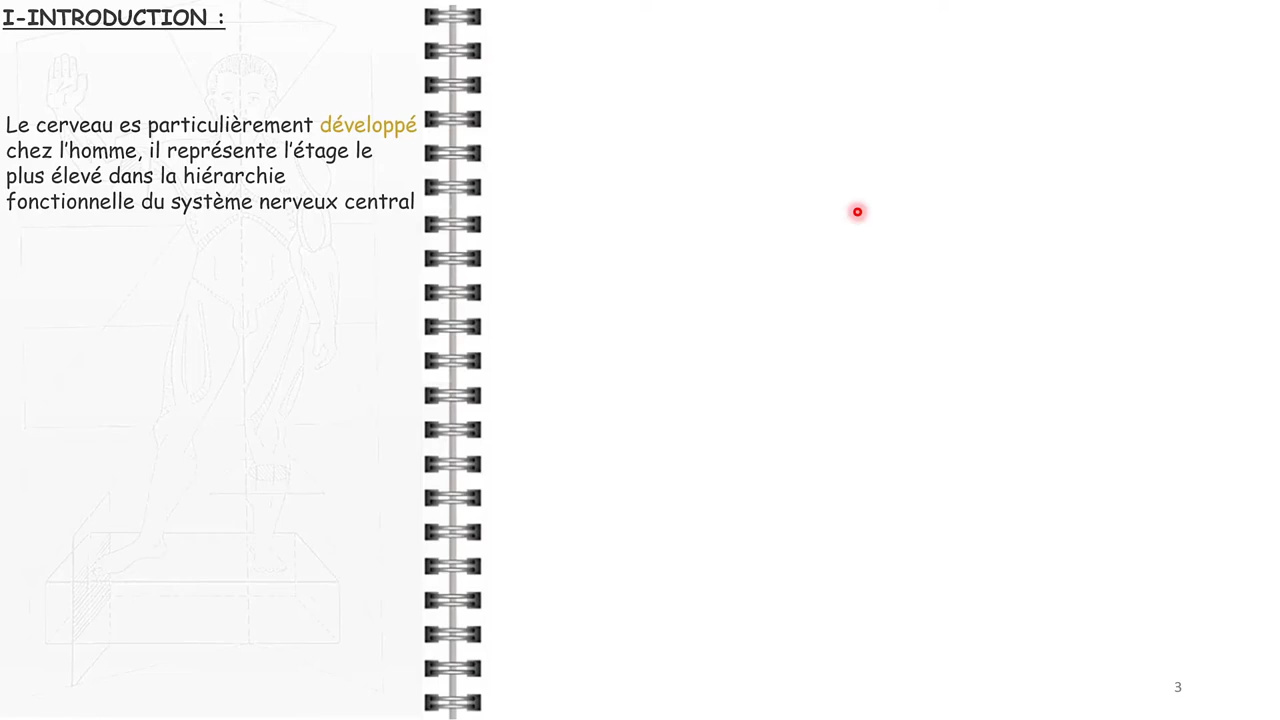 I-INTRODUCTION :
Le cerveau es particulièrement développé
chez l’homme, il représente l’étage le
plus élevé dans la hiérarchie
fonctionnelle du système nerveux central
3